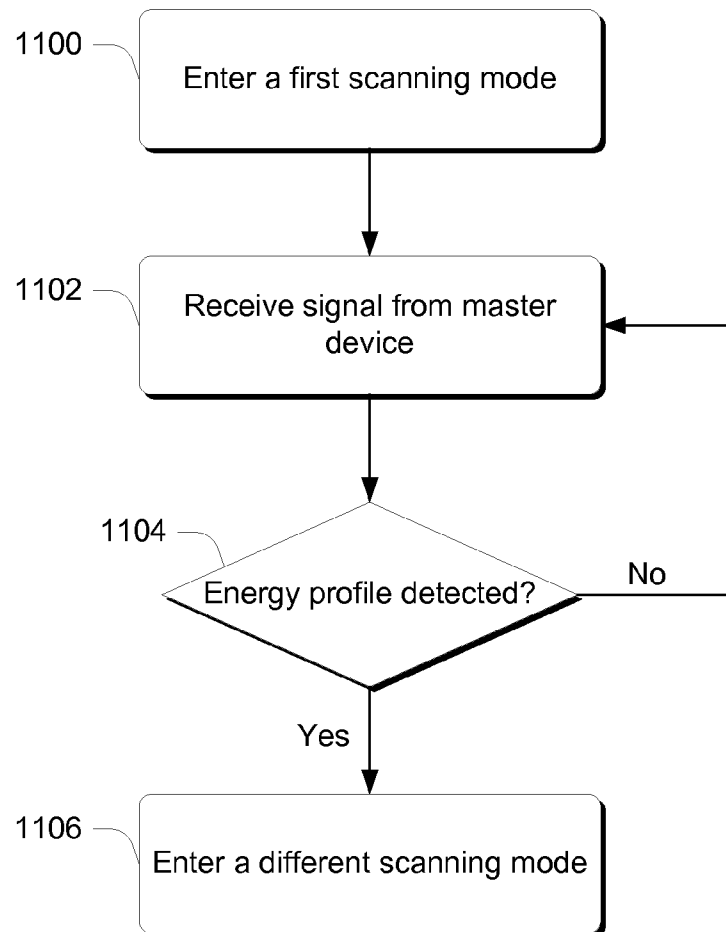 1100
Enter a first scanning mode
1102
Receive signal from master
device
1104
Energy profile detected?
No
Yes
1106
Enter a different scanning mode